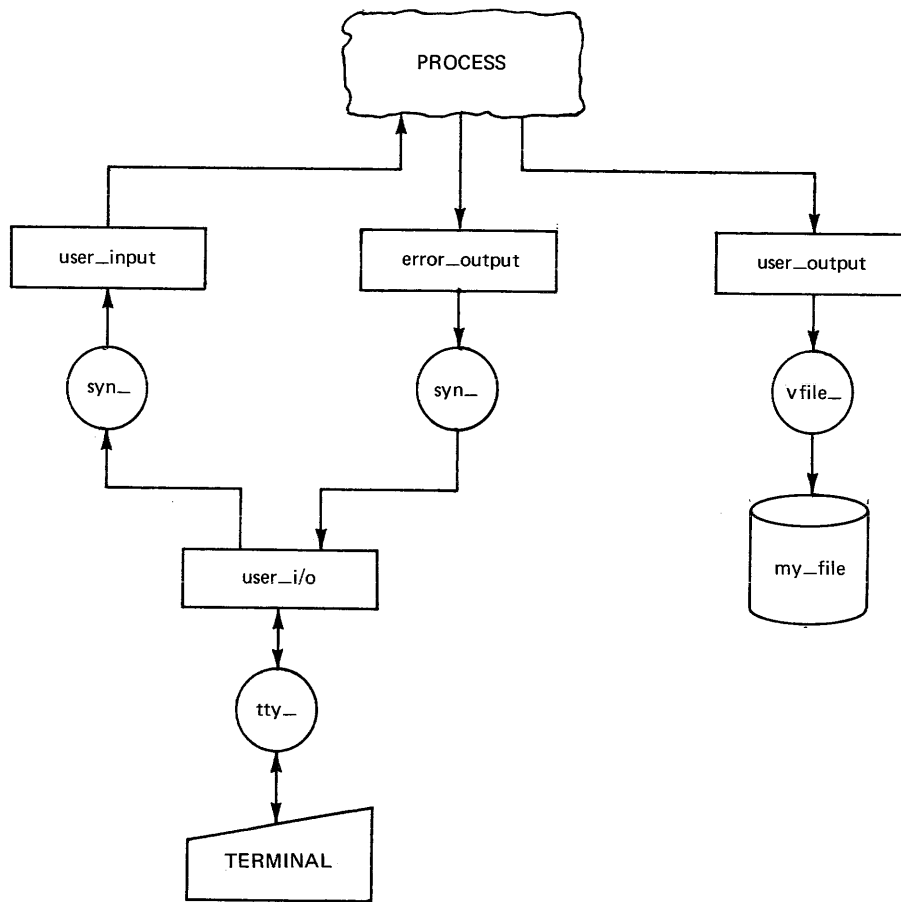 PROCESS
user_input
error_output
user_output
syn_
syn_
vfile_
my_file
user_i/o
tty_
TERMINAL